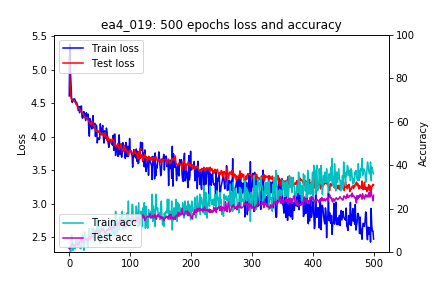 ea4_019: 500 epochs loss and accuracy
Train loss
Test loss
Train acc
Test acc
Loss
5.5
5.0
4.5
4.0
3.5
3.0
2.5
Accuracy
100
80
60
40
20
0
0
100
200
300
400
500